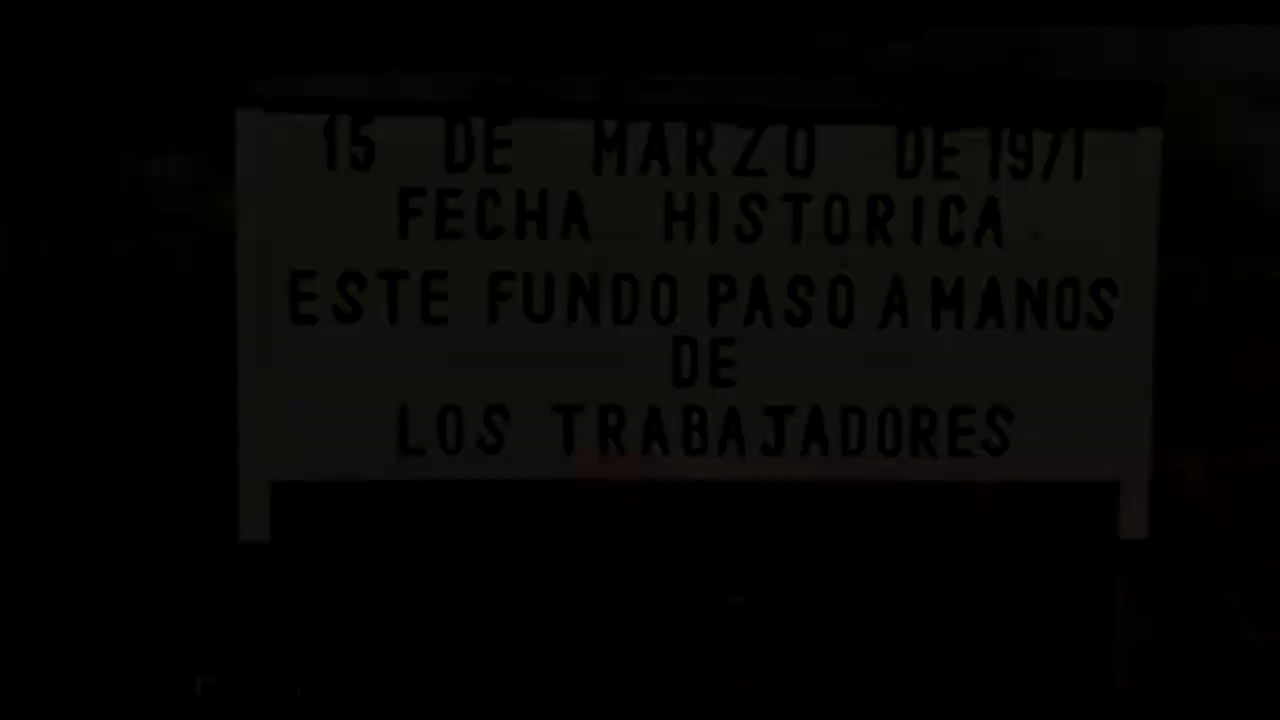 15 DE MARZO DE 1971
FECHA HISTORICA
ESTE FUNDO PASO A MANOS
DE
LOS TRABAJADORES